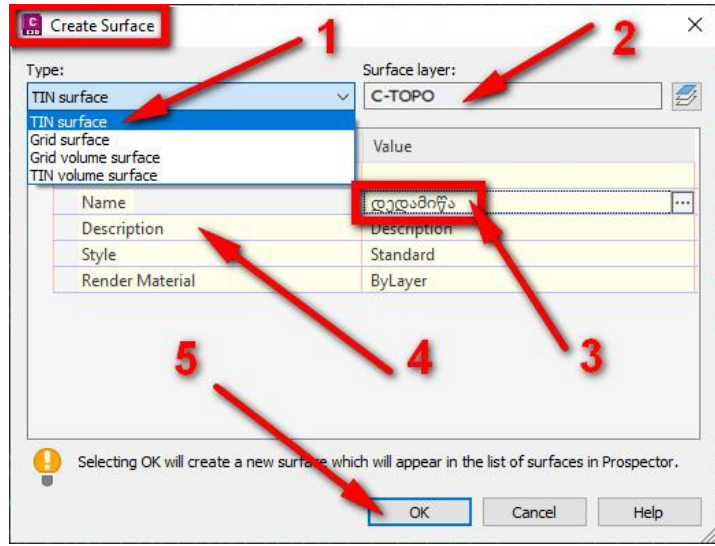 C3D Create Surface
1
2
Type:
Surface layer:
TIN surface
C-TOPO
TIN surface
Grid surface
Grid volume surface
TIN volume surface
Value
Name
დედამიწა
...
Description
Description
Style
Standard
Render Material
ByLayer
5
4
3
Selecting OK will create a new surface which will appear in the list of surfaces in Prospector.
OK
Cancel
Help